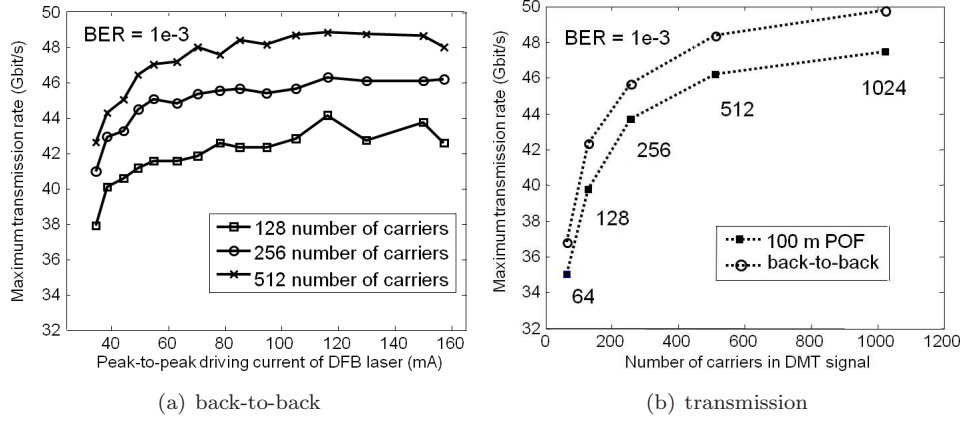 Maximum transmission rate (Gbit/s)
50
48
46
44
42
40
38
36
34
32
BER = 1e-3
128 number of carriers
256 number of carriers
512 number of carriers
40 60 80 100 120 140 160
Peak-to-peak driving current of DFB laser (mA)
(a) back-to-back
Maximum transmission rate (Gbit/s)
50
48
46
44
42
40
38
36
34
32
BER = 1e-3
1024
512
256
128
64
100 m POF
back-to-back
0 200 400 600 800 1000 1200
Number of carriers in DMT signal
(b) transmission